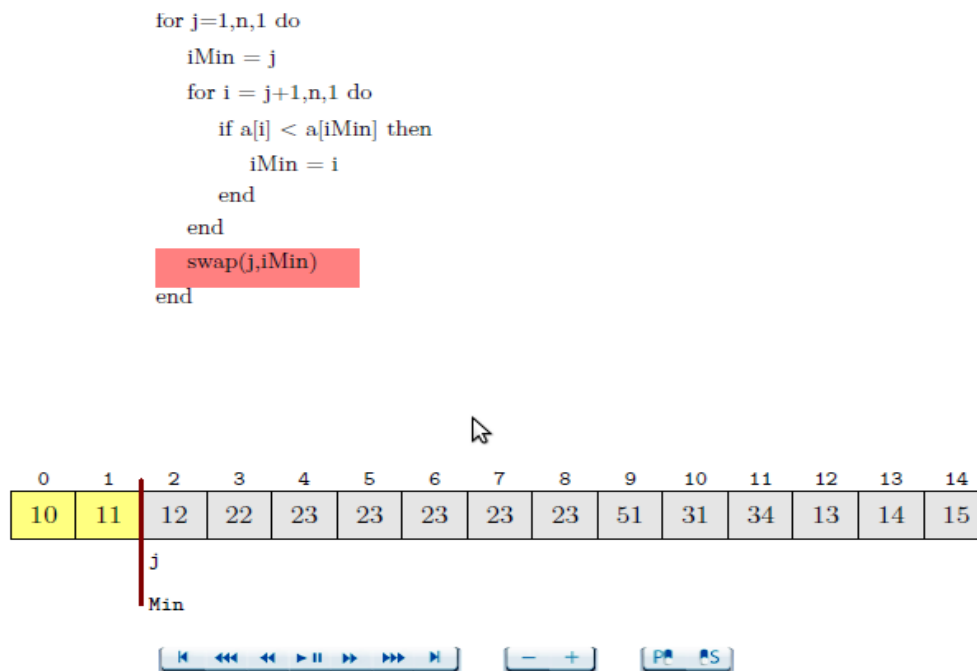 for j=1,n,1 do
iMin = j
for i = j+1,n,1 do
if a[i] < a[iMin] then
iMin = i
end
end
swap(j,iMin)
end
0 1 2 3 4 5 6 7 8 9 10 11 12 13 14
10 11 12 22 23 23 23 23 23 51 31 34 13 14 15
j
Min
P S